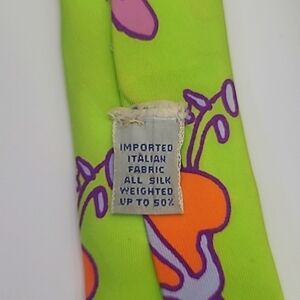 IMPORTED
ITALIAN
FABRIC
ALL SILK
WEIGHTED
UP TO 50%